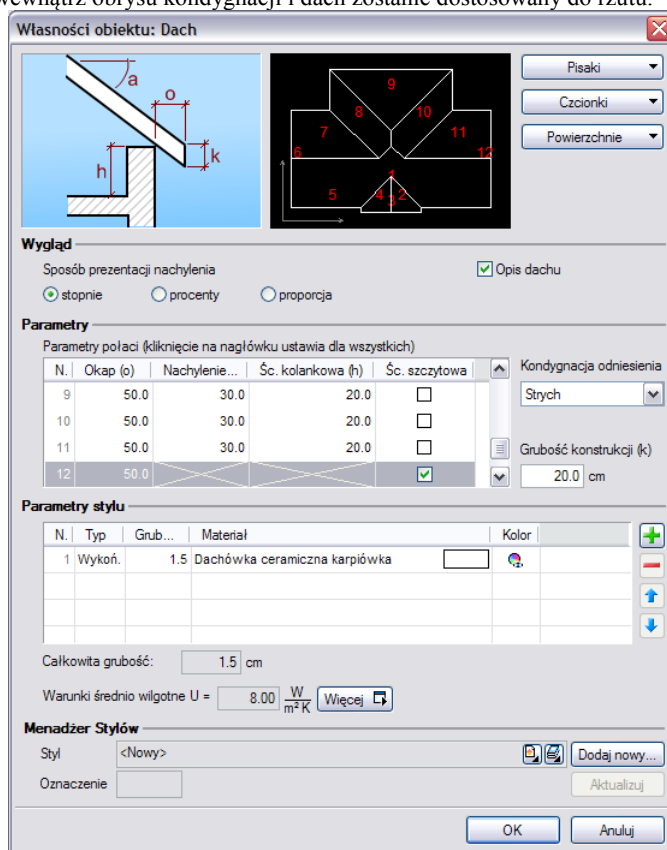 wewnątrz obrysu kondygnacji i dach zostanie dostosowany do rzutu.
Własności obiektu: Dach
a
o
h
k
9
8
10
7
11
6
12
1
5
4
3
2
Pisaki
Czcionki
Powierzchnie
Wygląd
Sposób prezentacji nachylenia
Opis dachu
stopnie procenty proporcja
Parametry
Parametry połaci (kliknięcie na nagłówku ustawia dla wszystkich)
N. Okap (o) Nachylenie... Śc. kolankowa (h) Śc. szczytowa
9 50.0 30.0 20.0
10 50.0 30.0 20.0
11 50.0 30.0 20.0
12 50.0
Kondygnacja odniesienia
Strych
Grubość konstrukcji (k)
20.0 cm
Parametry stylu
N. Typ Grub... Materiał Kolor
1 Wykoń. 1.5 Dachówka ceramiczna karpiówka
Całkowita grubość: 1.5 cm
Warunki średnio wilgotne U = 8.00 W/m²K Więcej
Menadżer Stylów
Styl <Nowy> Dodaj nowy...
Oznaczenie Aktualizuj
OK Anuluj